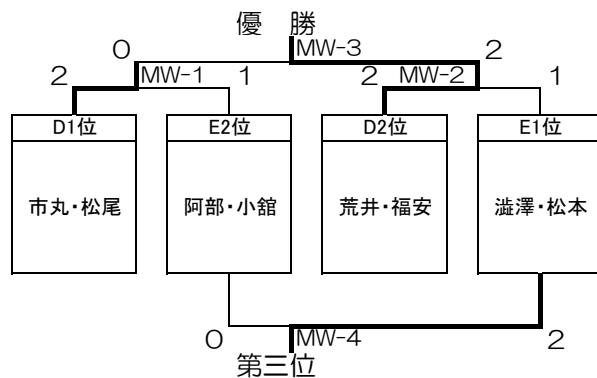 優 勝
0 MW-3 2
2 MW-1 1 2 MW-2 1
D1位 E2位 D2位 E1位
市丸・松尾 阿部・小舘 荒井・福安 澁澤・松本
0 MW-4 2
第三位